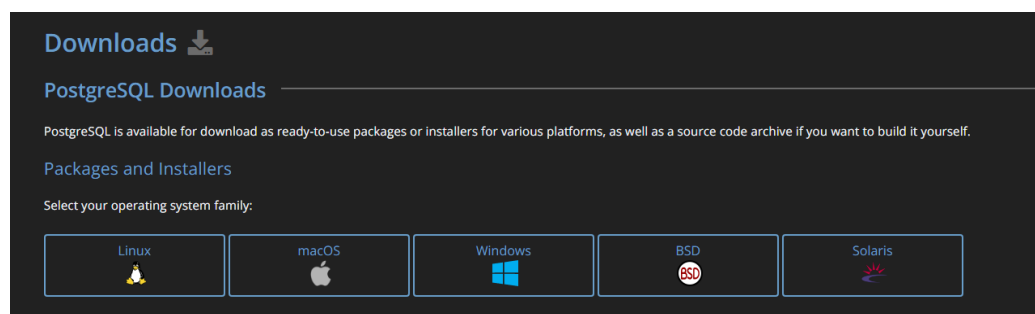 Downloads
PostgreSQL Downloads
PostgreSQL is available for download as ready-to-use packages or installers for various platforms, as well as a source code archive if you want to build it yourself.
Packages and Installers
Select your operating system family:
Linux macOS Windows BSD Solaris
BSD